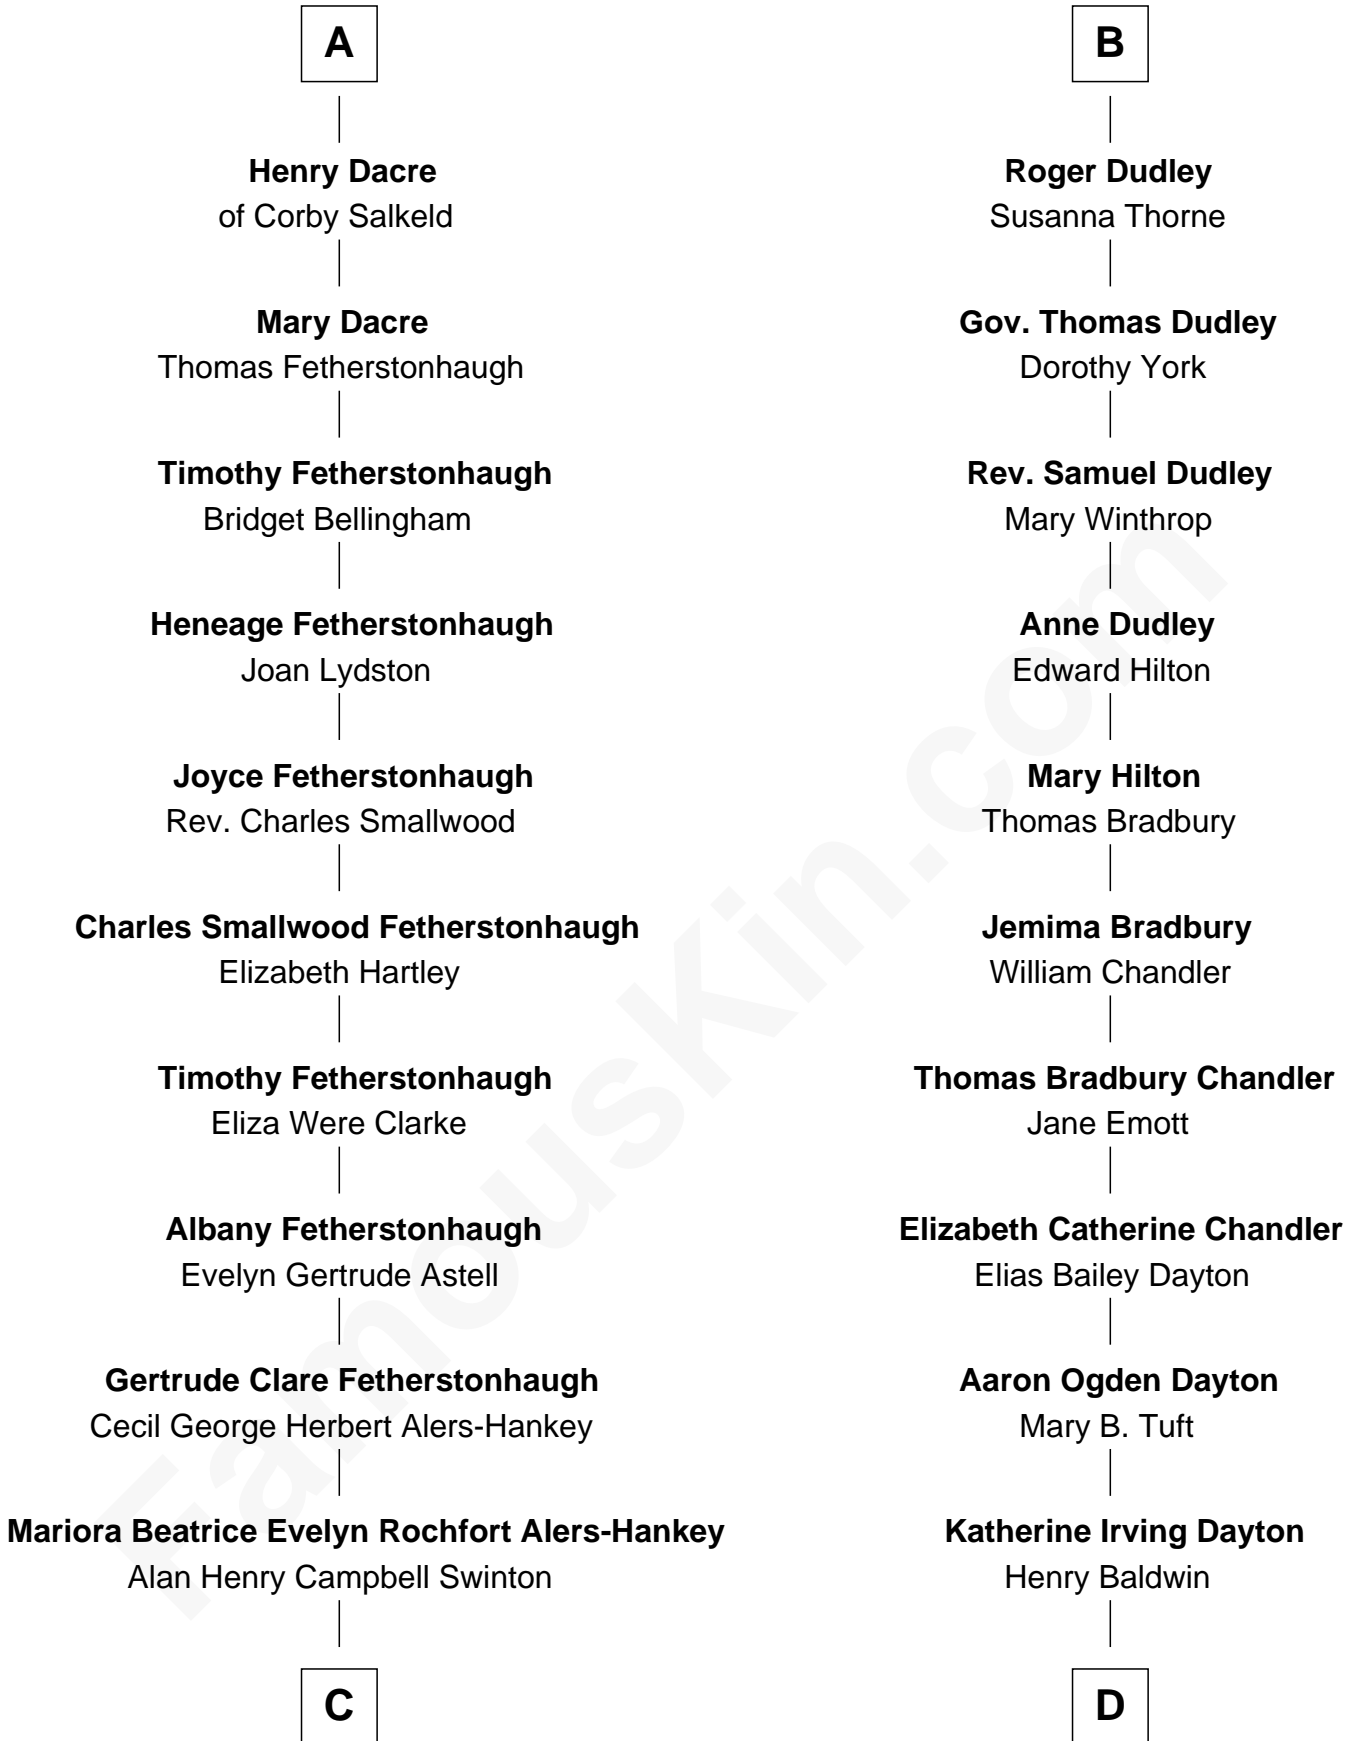 A
Henry Dacre
of Corby Salkeld
Mary Dacre
Thomas Fetherstonhaugh
Timothy Fetherstonhaugh
Bridget Bellingham
Heneage Fetherstonhaugh
Joan Lydston
Joyce Fetherstonhaugh
Rev. Charles Smallwood
Charles Smallwood Fetherstonhaugh
Elizabeth Hartley
Timothy Fetherstonhaugh
Eliza Were Clarke
Albany Fetherstonhaugh
Evelyn Gertrude Astell
Gertrude Clare Fetherstonhaugh
Cecil George Herbert Alers-Hankey
Mariora Beatrice Evelyn Rochfort Alers-Hankey
Alan Henry Campbell Swinton
C
B
Roger Dudley
Susanna Thorne
Gov. Thomas Dudley
Dorothy York
Rev. Samuel Dudley
Mary Winthrop
Anne Dudley
Edward Hilton
Mary Hilton
Thomas Bradbury
Jemima Bradbury
William Chandler
Thomas Bradbury Chandler
Jane Emott
Elizabeth Catherine Chandler
Elias Bailey Dayton
Aaron Ogden Dayton
Mary B. Tuft
Katherine Irving Dayton
Henry Baldwin
D
FamousKin.com